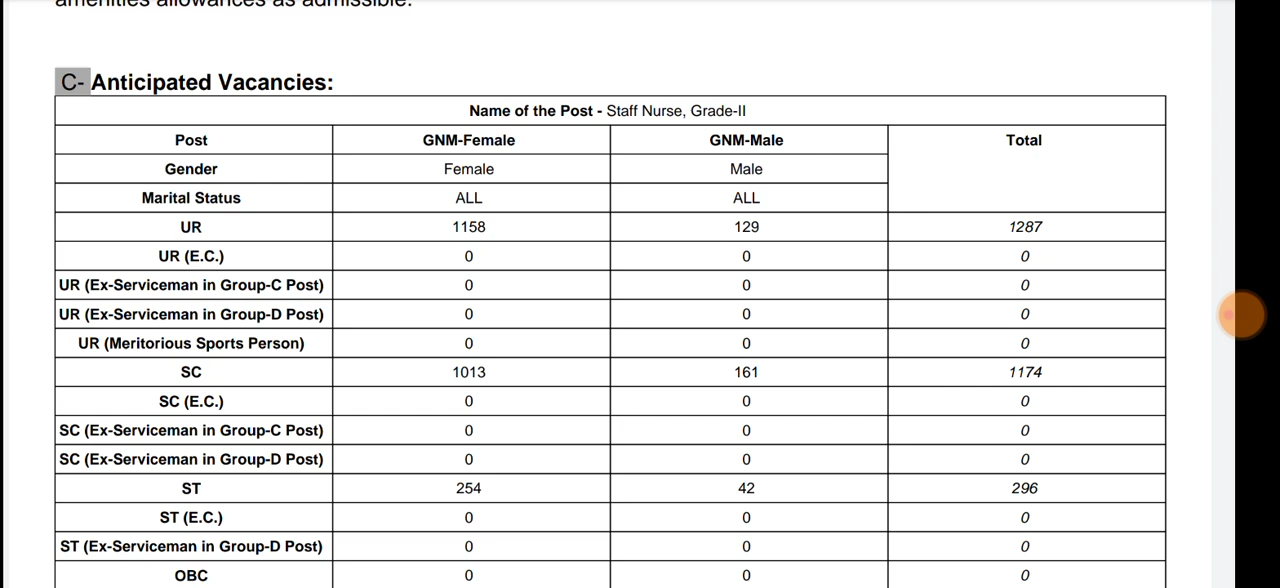 amenities allowances as admissible.
C- Anticipated Vacancies:
Name of the Post - Staff Nurse, Grade-II
Post GNM-Female GNM-Male Total
Gender Female Male
Marital Status ALL ALL
UR 1158 129 1287
UR (E.C.) 0 0 0
UR (Ex-Serviceman in Group-C Post) 0 0 0
UR (Ex-Serviceman in Group-D Post) 0 0 0
UR (Meritorious Sports Person) 0 0 0
SC 1013 161 1174
SC (E.C.) 0 0 0
SC (Ex-Serviceman in Group-C Post) 0 0 0
SC (Ex-Serviceman in Group-D Post) 0 0 0
ST 254 42 296
ST (E.C.) 0 0 0
ST (Ex-Serviceman in Group-D Post) 0 0 0
OBC 0 0 0